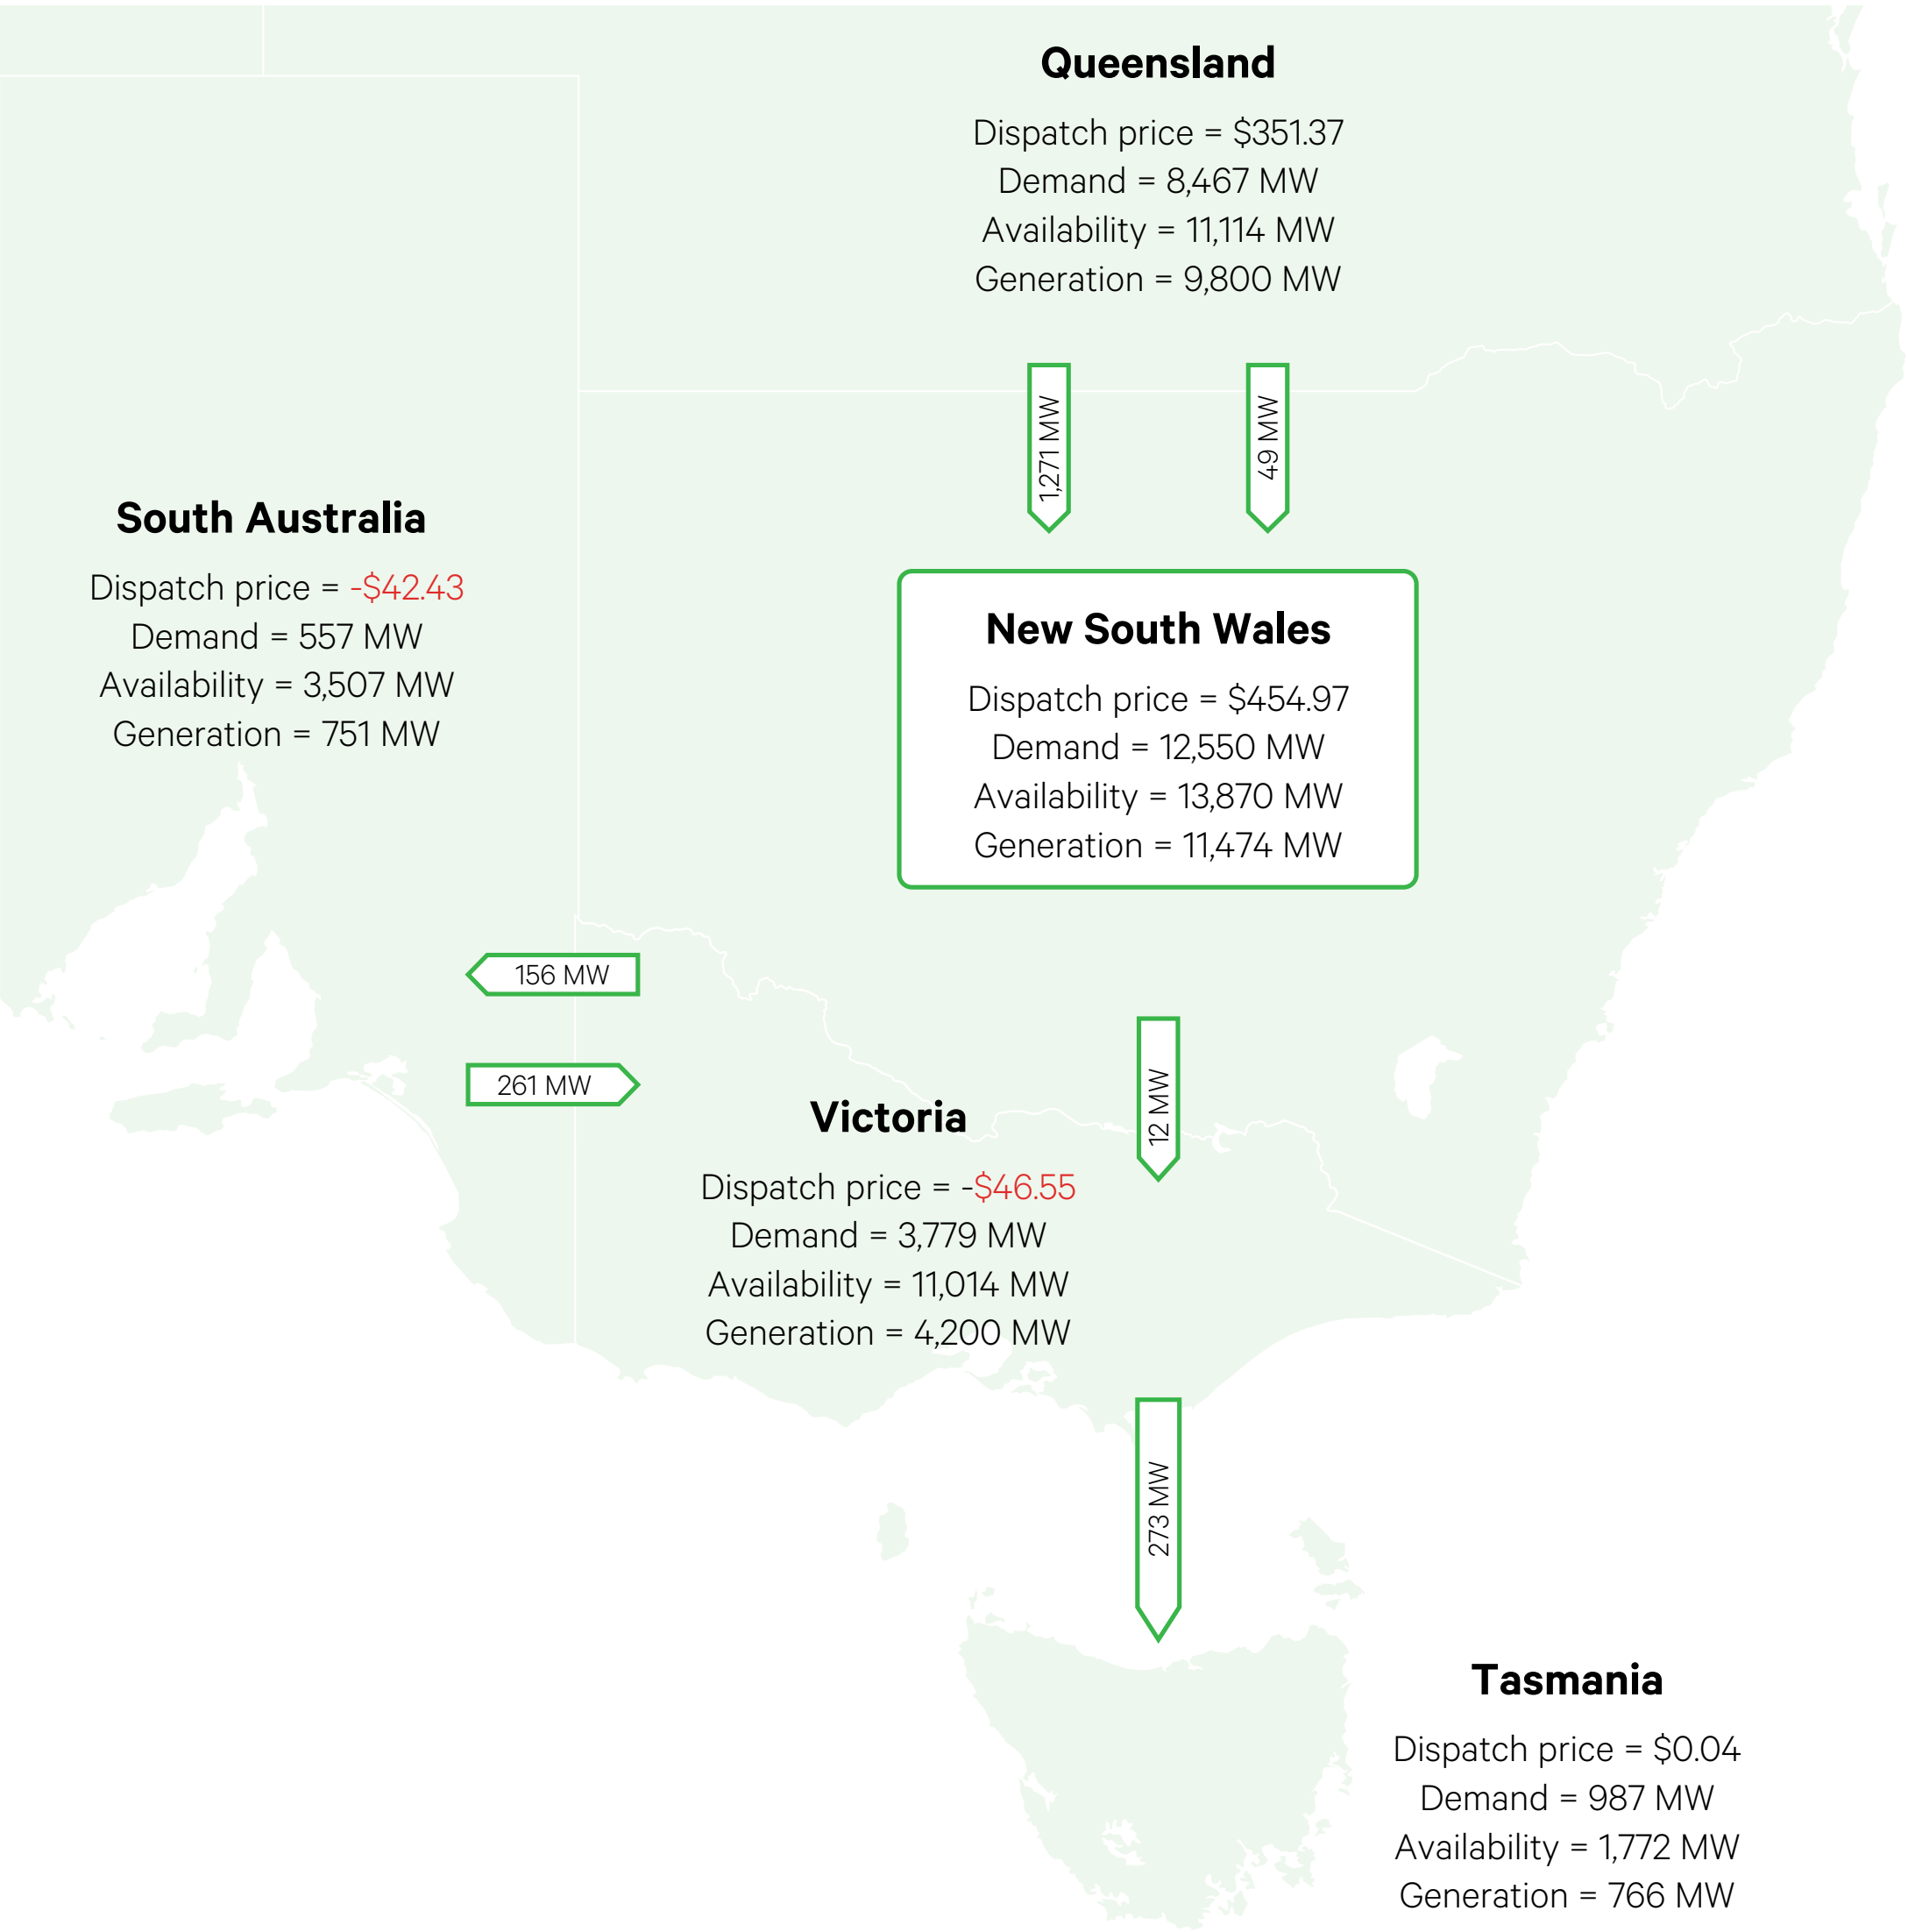 Queensland
Dispatch price = $351.37
Demand = 8,467 MW
Availability = 11,114 MW
Generation = 9,800 MW
1,271 MW
49 MW
South Australia
Dispatch price = -$42.43
Demand = 557 MW
Availability = 3,507 MW
Generation = 751 MW
New South Wales
Dispatch price = $454.97
Demand = 12,550 MW
Availability = 13,870 MW
Generation = 11,474 MW
156 MW
261 MW
12 MW
Victoria
Dispatch price = -$46.55
Demand = 3,779 MW
Availability = 11,014 MW
Generation = 4,200 MW
273 MW
Tasmania
Dispatch price = $0.04
Demand = 987 MW
Availability = 1,772 MW
Generation = 766 MW